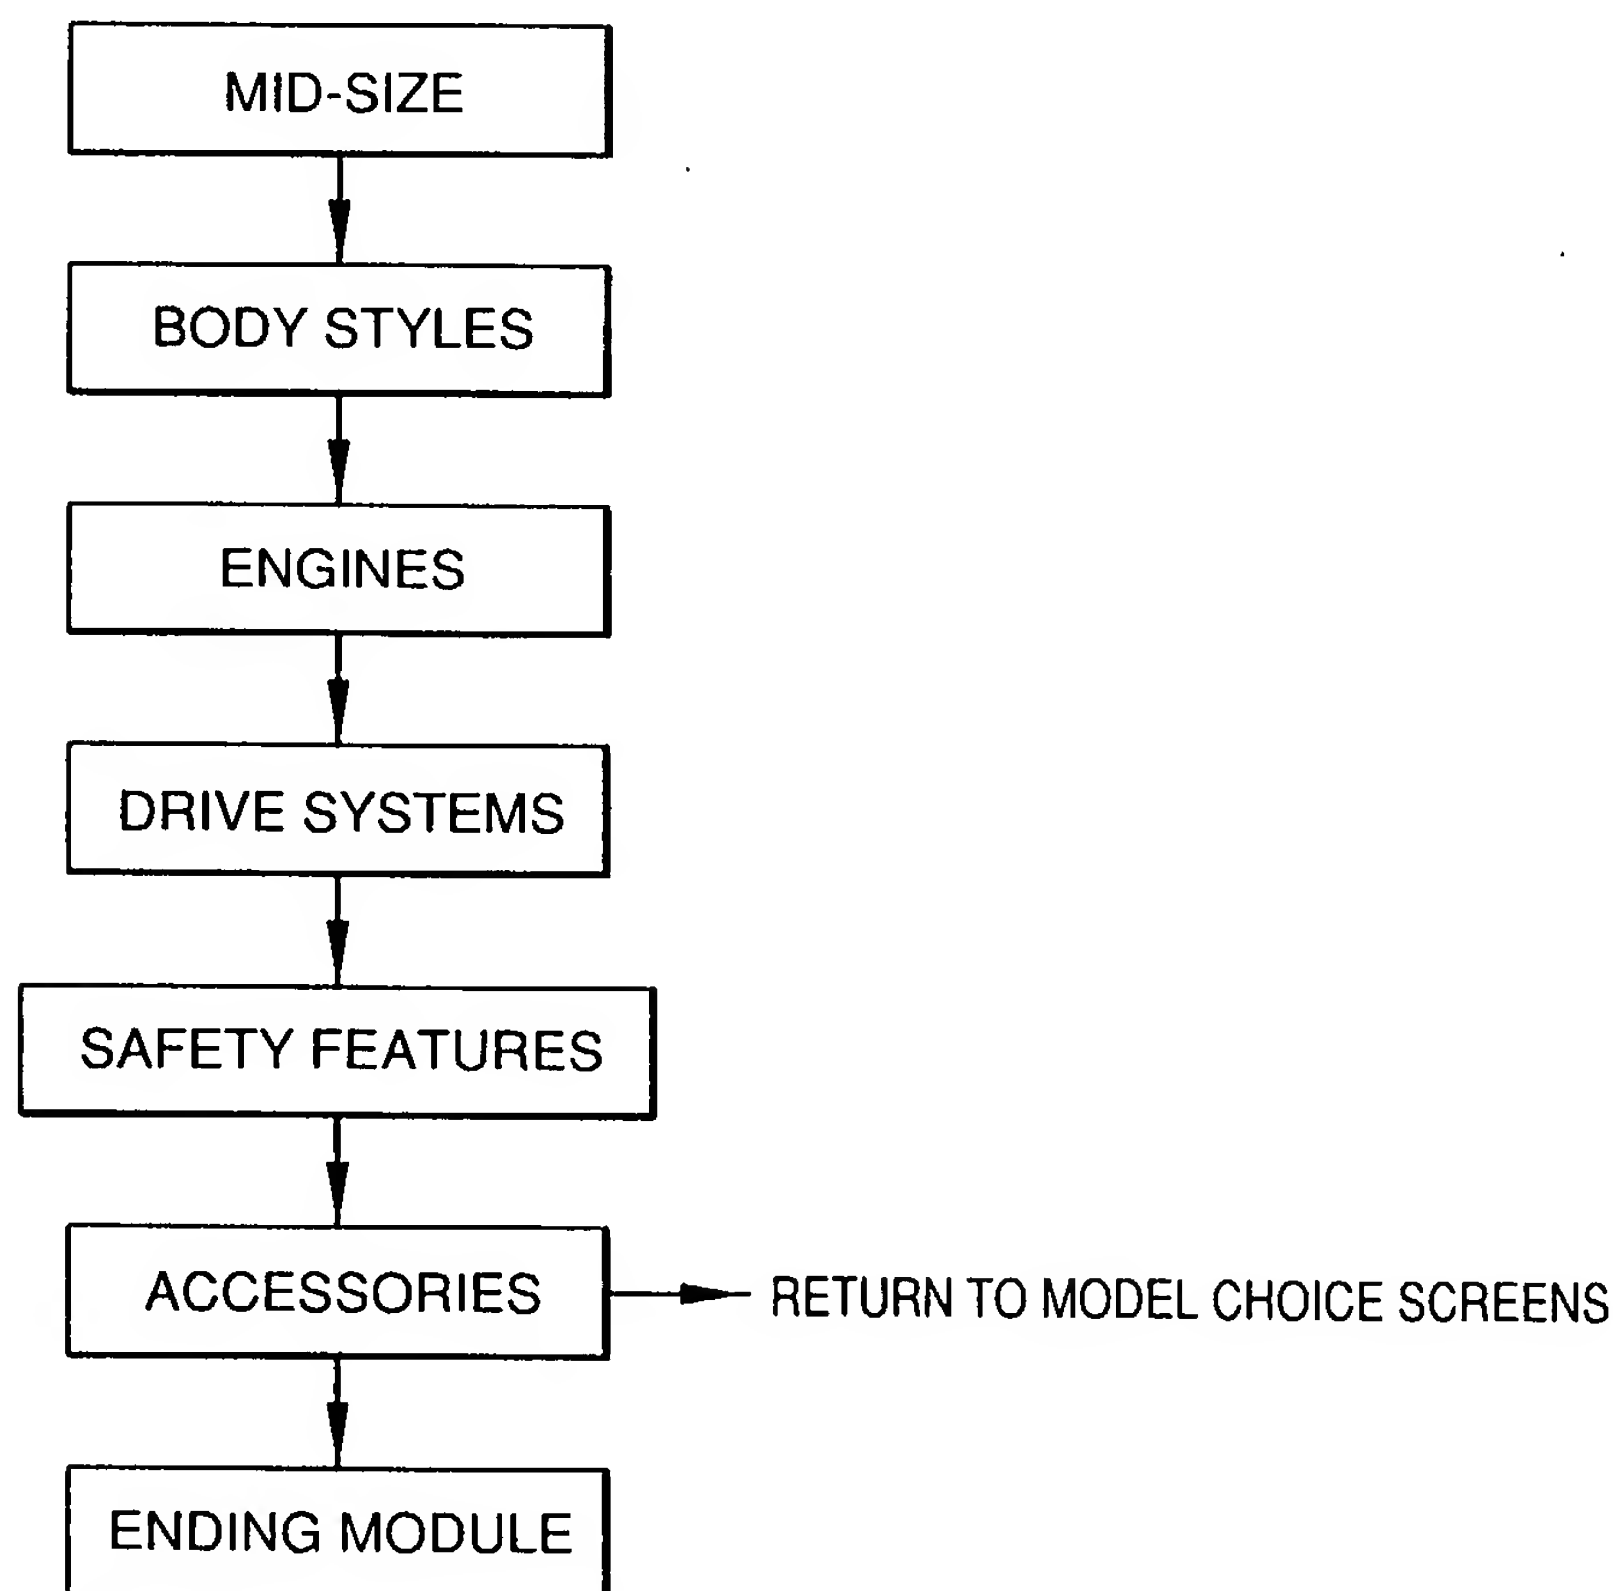 MID-SIZE
BODY STYLES
ENGINES
DRIVE SYSTEMS
SAFETY FEATURES
ACCESSORIES
RETURN TO MODEL CHOICE SCREENS
ENDING MODULE